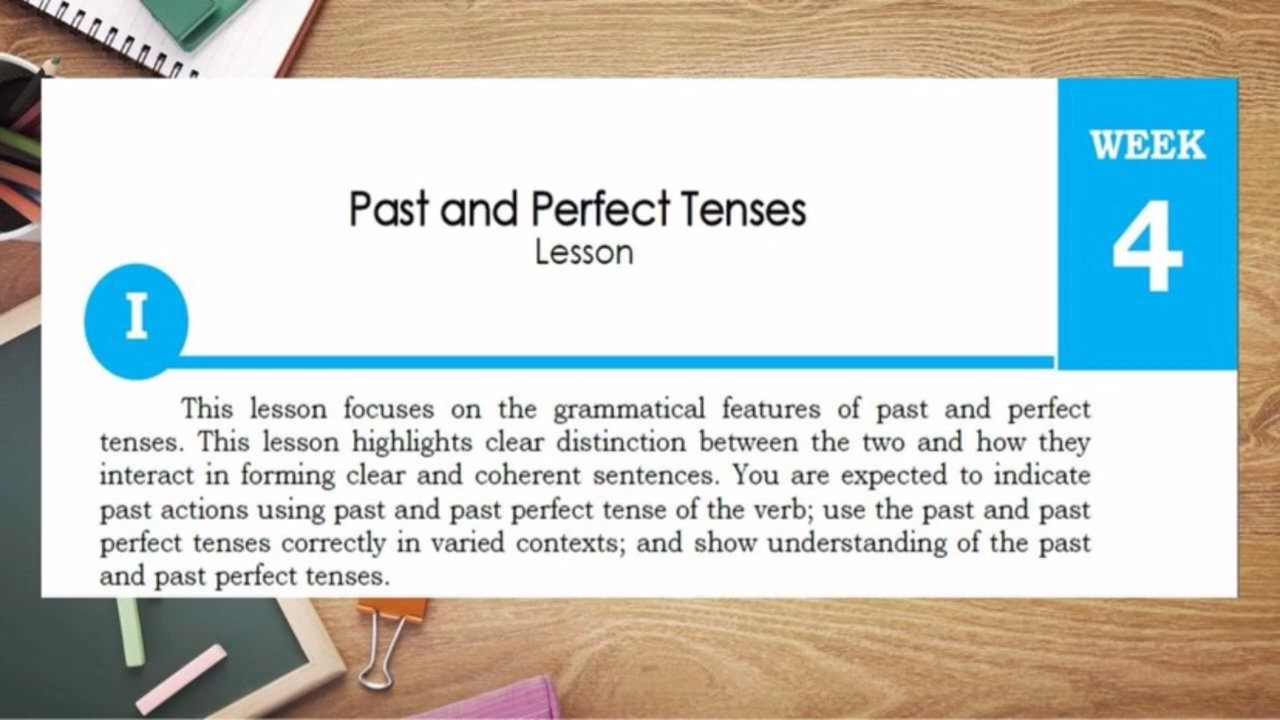 WEEK
4
Past and Perfect Tenses
Lesson
I
This lesson focuses on the grammatical features of past and perfect
tenses. This lesson highlights clear distinction between the two and how they
interact in forming clear and coherent sentences. You are expected to indicate
past actions using past and past perfect tense of the verb; use the past and past
perfect tenses correctly in varied contexts; and show understanding of the past
and past perfect tenses.